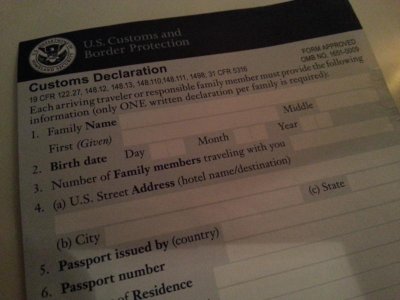 U.S. Customs and
Border Protection
Customs Declaration
FORM APPROVED
OMB NO. 1651-0009
19 CFR 122.27, 148.12, 148.13, 148.110,148.111, 1498; 31 CFR 5316
Each arriving traveler or responsible family member must provide the following
information (only ONE written declaration per family is required):
1. Family Name
First (Given) Middle
2. Birth date Day Month Year
3. Number of Family members traveling with you
4. (a) U.S. Street Address (hotel name/destination)
(b) City (c) State
5. Passport issued by (country)
6. Passport number
of Residence